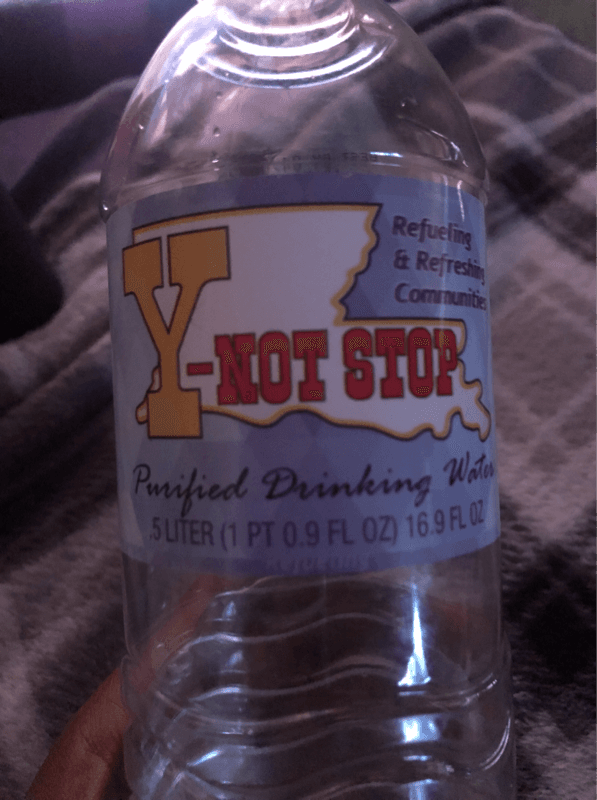 Refueling
& Refreshing
Communities
Y-NOT STOP
Purified Drinking Water
.5 LITER (1 PT 0.9 FL OZ) 16.9 FL OZ